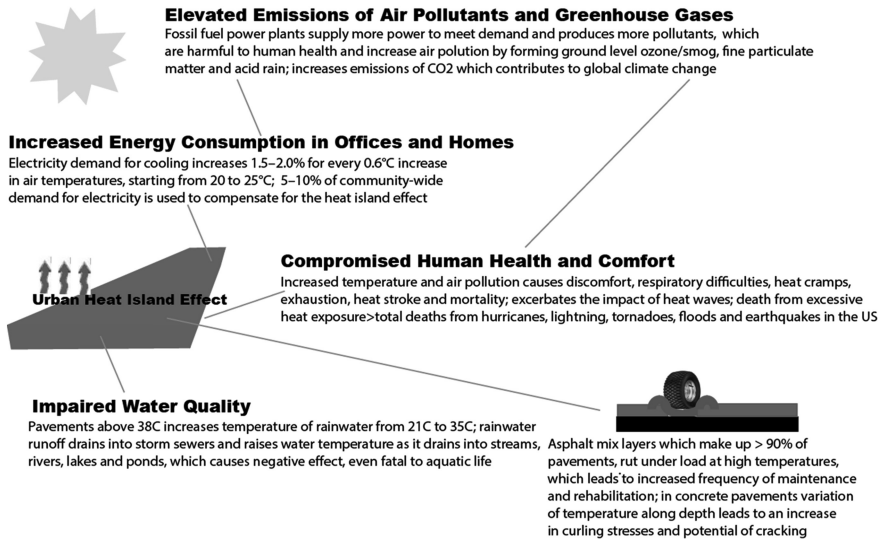 Elevated Emissions of Air Pollutants and Greenhouse Gases
Fossil fuel power plants supply more power to meet demand and produces more pollutants, which
are harmful to human health and increase air polution by forming ground level ozone/smog, fine particulate
matter and acid rain; increases emissions of CO2 which contributes to global climate change
Increased Energy Consumption in Offices and Homes
Electricity demand for cooling increases 1.5–2.0% for every 0.6°C increase
in air temperatures, starting from 20 to 25°C; 5–10% of community-wide
demand for electricity is used to compensate for the heat island effect
Compromised Human Health and Comfort
Increased temperature and air pollution causes discomfort, respiratory difficulties, heat cramps,
exhaustion, heat stroke and mortality; excerbates the impact of heat waves; death from excessive
heat exposure>total deaths from hurricanes, lightning, tornadoes, floods and earthquakes in the US
Urban Heat Island Effect
Impaired Water Quality
Pavements above 38C increases temperature of rainwater from 21C to 35C; rainwater
runoff drains into storm sewers and raises water temperature as it drains into streams,
rivers, lakes and ponds, which causes negative effect, even fatal to aquatic life
Asphalt mix layers which make up > 90% of
pavements, rut under load at high temperatures,
which leads to increased frequency of maintenance
and rehabilitation; in concrete pavements variation
of temperature along depth leads to an increase
in curling stresses and potential of cracking